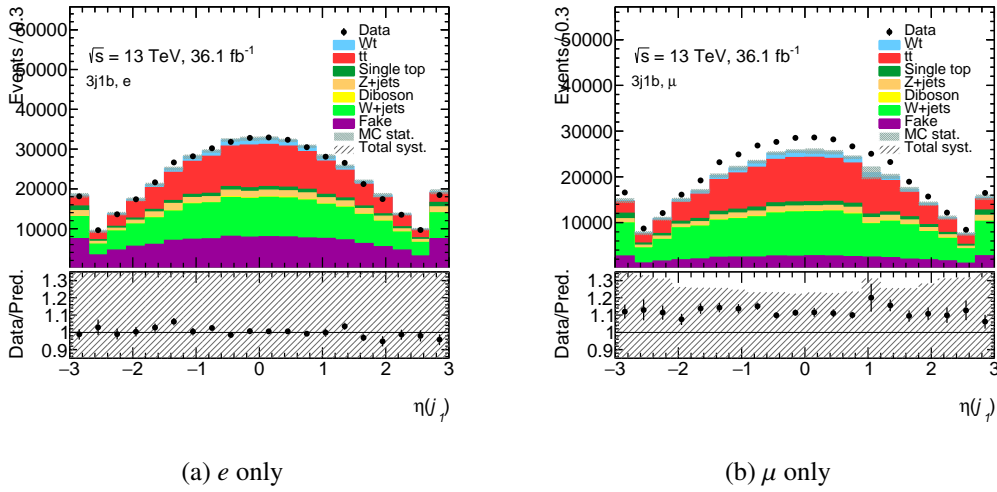 Events / 0.3
60000
50000
40000
30000
20000
10000
√s = 13 TeV, 36.1 fb⁻¹
3j1b, e
Data
Wt
tt
Single top
Z+jets
Diboson
W+jets
Fake
MC stat.
Total syst.
Data/Pred.
1.3
1.2
1.1
1
0.9
−3 −2 −1 0 1 2 3
η(j₁)
(a) e only
Events / 0.3
50000
40000
30000
20000
10000
√s = 13 TeV, 36.1 fb⁻¹
3j1b, μ
Data
Wt
tt
Single top
Z+jets
Diboson
W+jets
Fake
MC stat.
Total syst.
Data/Pred.
1.3
1.2
1.1
1
0.9
−3 −2 −1 0 1 2 3
η(j₁)
(b) μ only